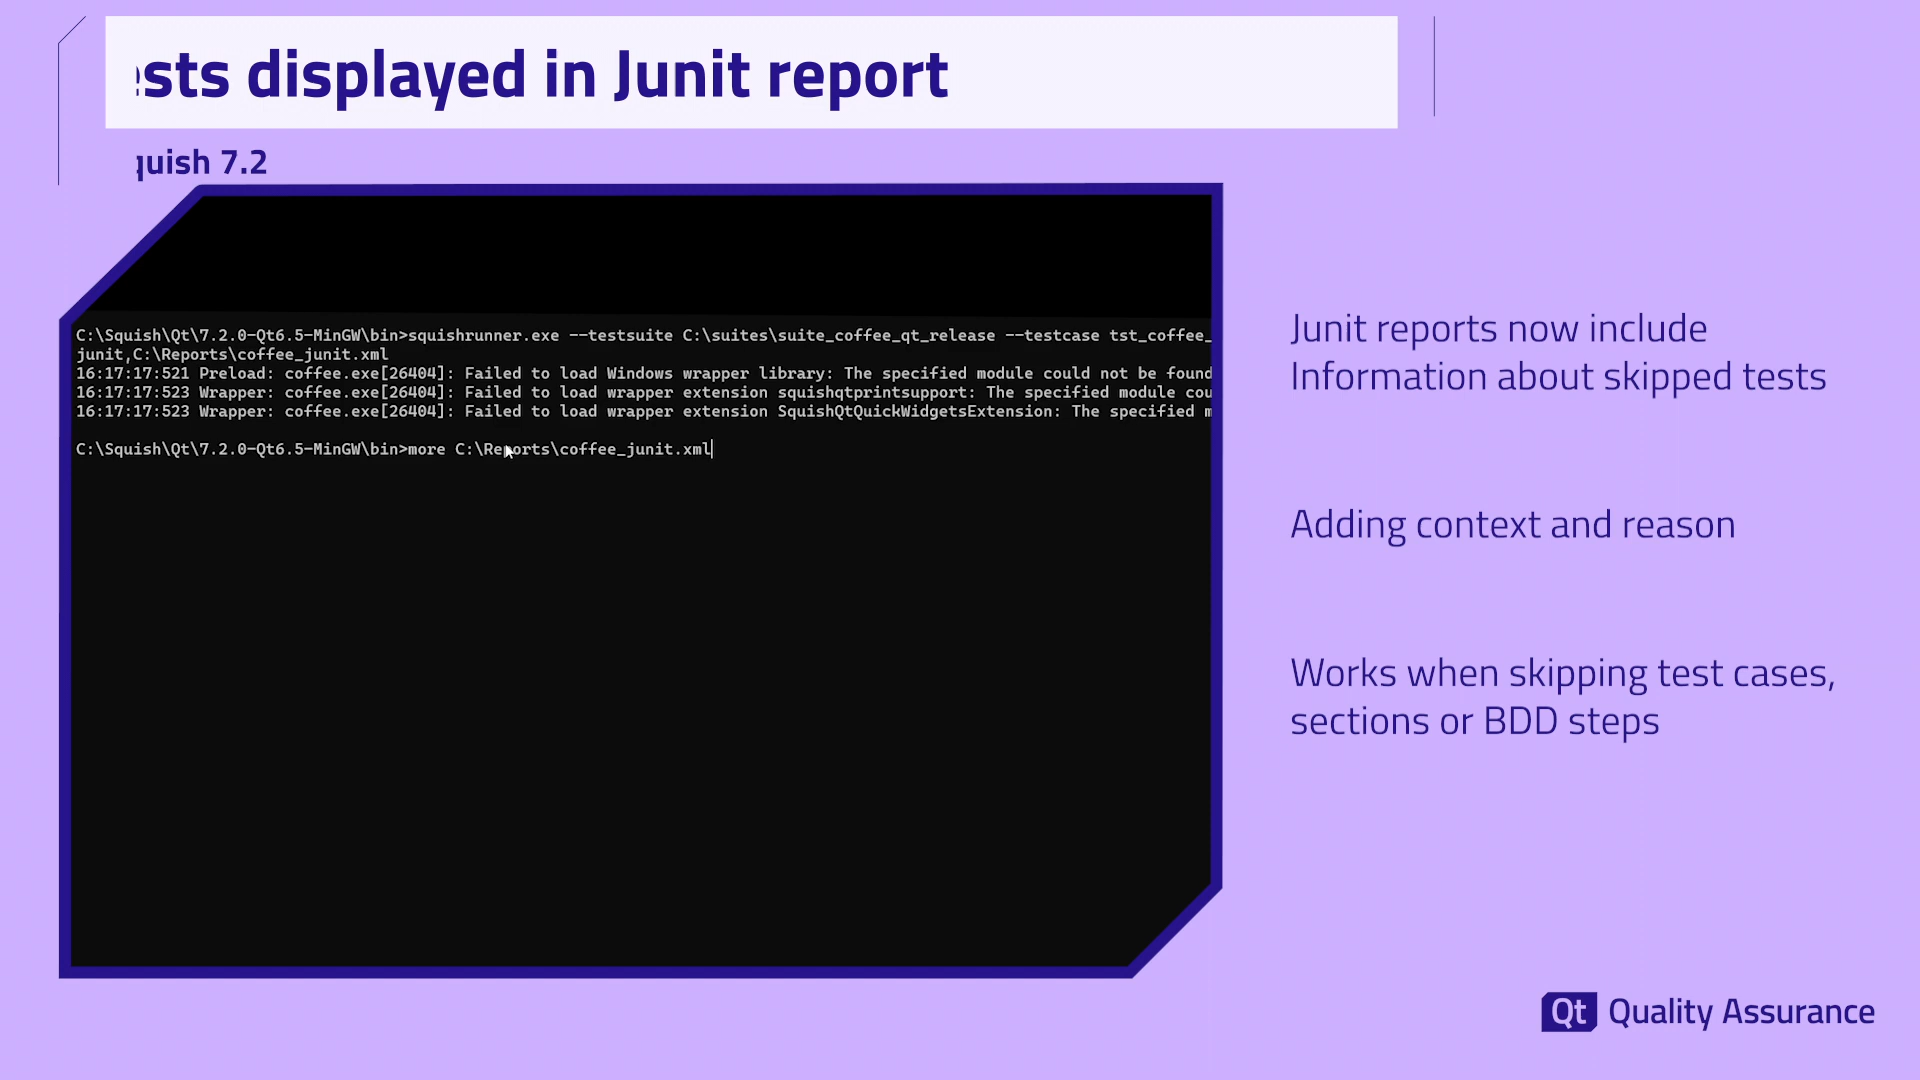 sts displayed in Junit report
quish 7.2
C:\Squish\Qt\7.2.0-Qt6.5-MinGW\bin>squishrunner.exe --testsuite C:\suites\suite_coffee_qt_release --testcase tst_coffee_
junit,C:\Reports\coffee_junit.xml
16:17:17:521 Preload: coffee.exe[26404]: Failed to load Windows wrapper library: The specified module could not be found
16:17:17:523 Wrapper: coffee.exe[26404]: Failed to load wrapper extension squishqtprintsupport: The specified module cou
16:17:17:523 Wrapper: coffee.exe[26404]: Failed to load wrapper extension SquishQtQuickWidgetsExtension: The specified m
C:\Squish\Qt\7.2.0-Qt6.5-MinGW\bin>more C:\Reports\coffee_junit.xml
Junit reports now include
Information about skipped tests
Adding context and reason
Works when skipping test cases,
sections or BDD steps
Qt Quality Assurance